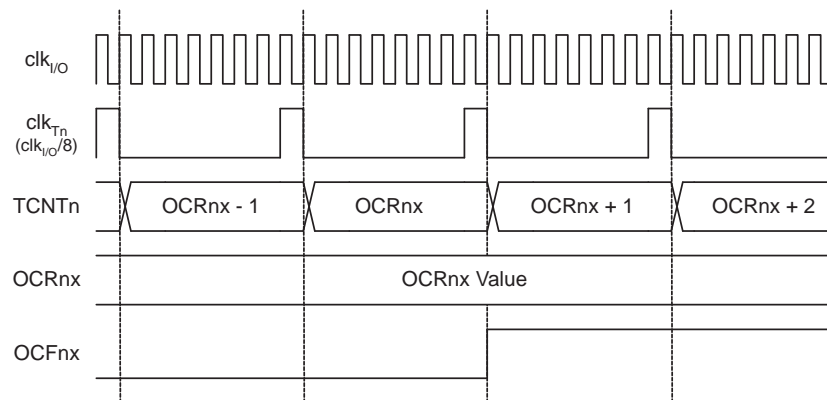 clkI/O
clkTn
(clkI/O/8)
TCNTn OCRnx - 1 OCRnx OCRnx + 1 OCRnx + 2
OCRnx OCRnx Value
OCFnx